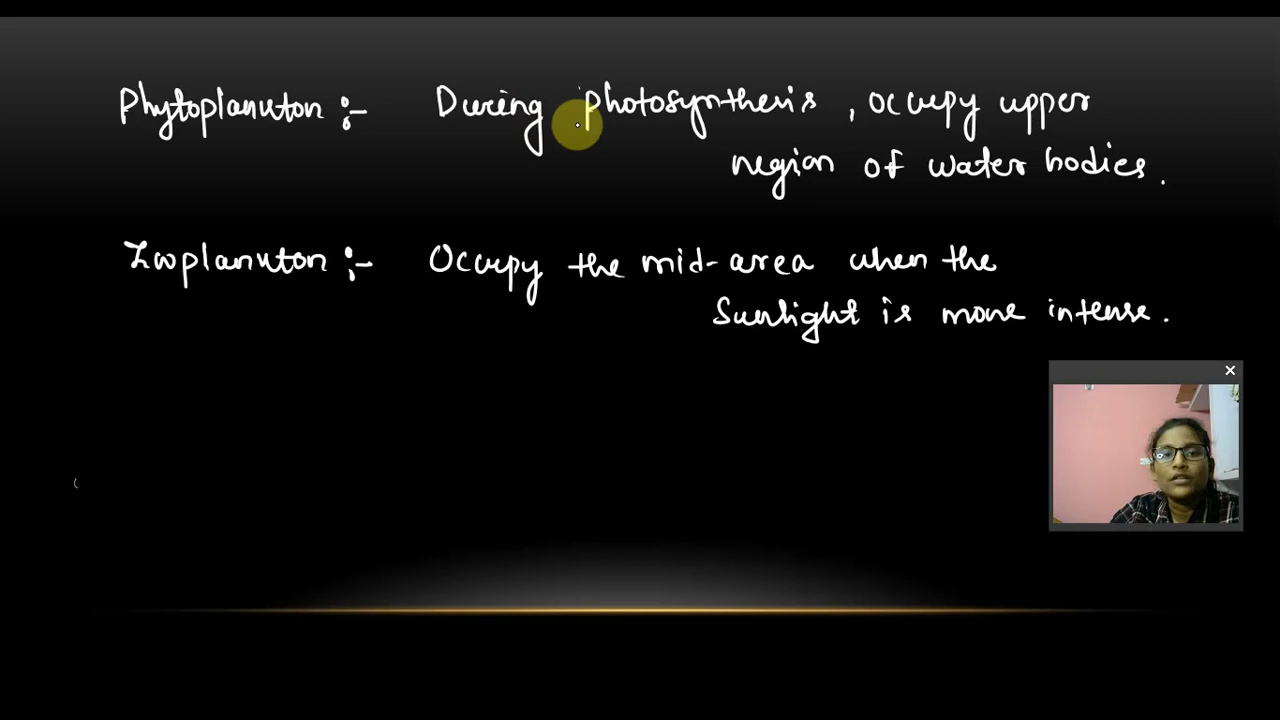 Phytoplankton :- During photosynthesis, occupy upper
region of water bodies.
Zooplankton :- Occupy the mid-area when the
Sunlight is more intense.